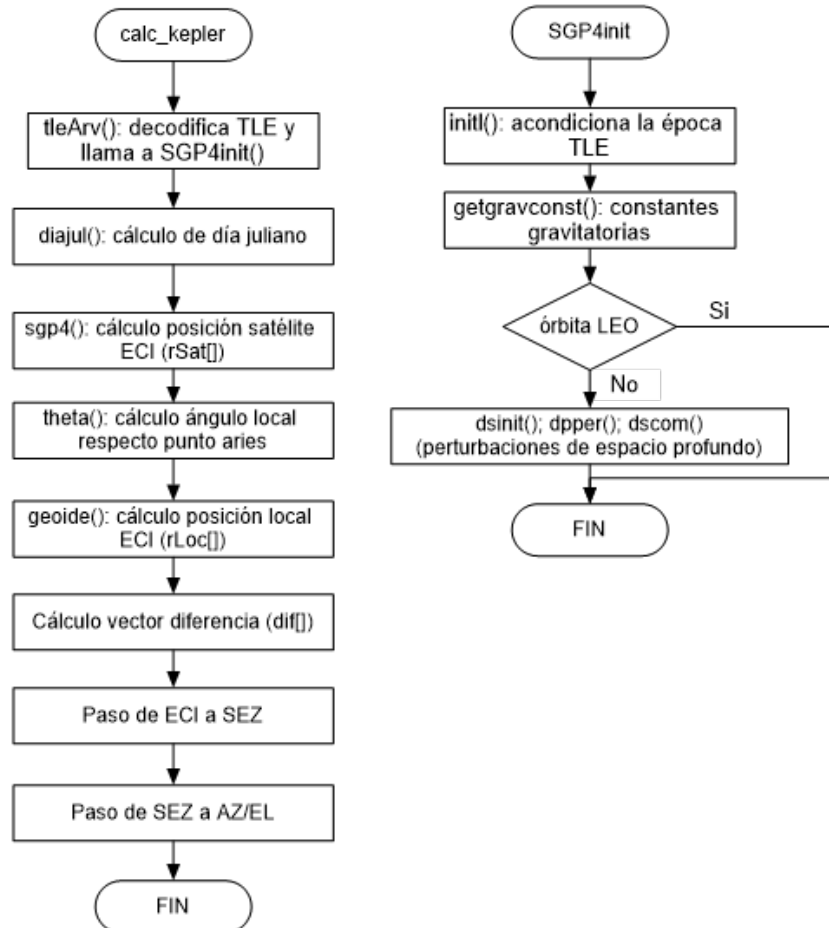 calc_kepler
tleArv(): decodifica TLE y
llama a SGP4init()
diajul(): cálculo de día juliano
sgp4(): cálculo posición satélite
ECI (rSat[])
theta(): cálculo ángulo local
respecto punto aries
geoide(): cálculo posición local
ECI (rLoc[])
Cálculo vector diferencia (dif[])
Paso de ECI a SEZ
Paso de SEZ a AZ/EL
FIN
SGP4init
initl(): acondiciona la época
TLE
getgravconst(): constantes
gravitatorias
órbita LEO
Si
No
dsinit(); dpper(); dscom()
(perturbaciones de espacio profundo)
FIN